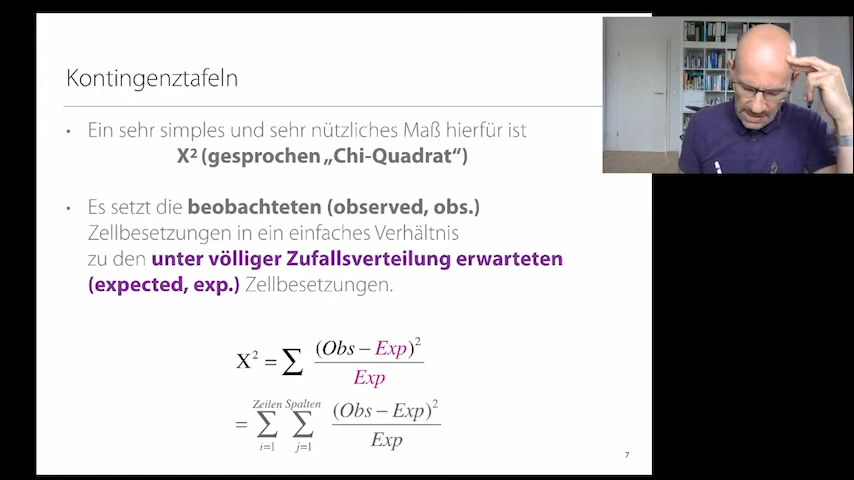 Kontingenztafeln
• Ein sehr simples und sehr nützliches Maß hierfür ist
X² (gesprochen „Chi-Quadrat“)
• Es setzt die beobachteten (observed, obs.)
Zellbesetzungen in ein einfaches Verhältnis
zu den unter völliger Zufallsverteilung erwarteten
(expected, exp.) Zellbesetzungen.
X² = ∑ (Obs – Exp)² / Exp
= ∑ i=1 Zeilen ∑ j=1 Spalten (Obs – Exp)² / Exp
7